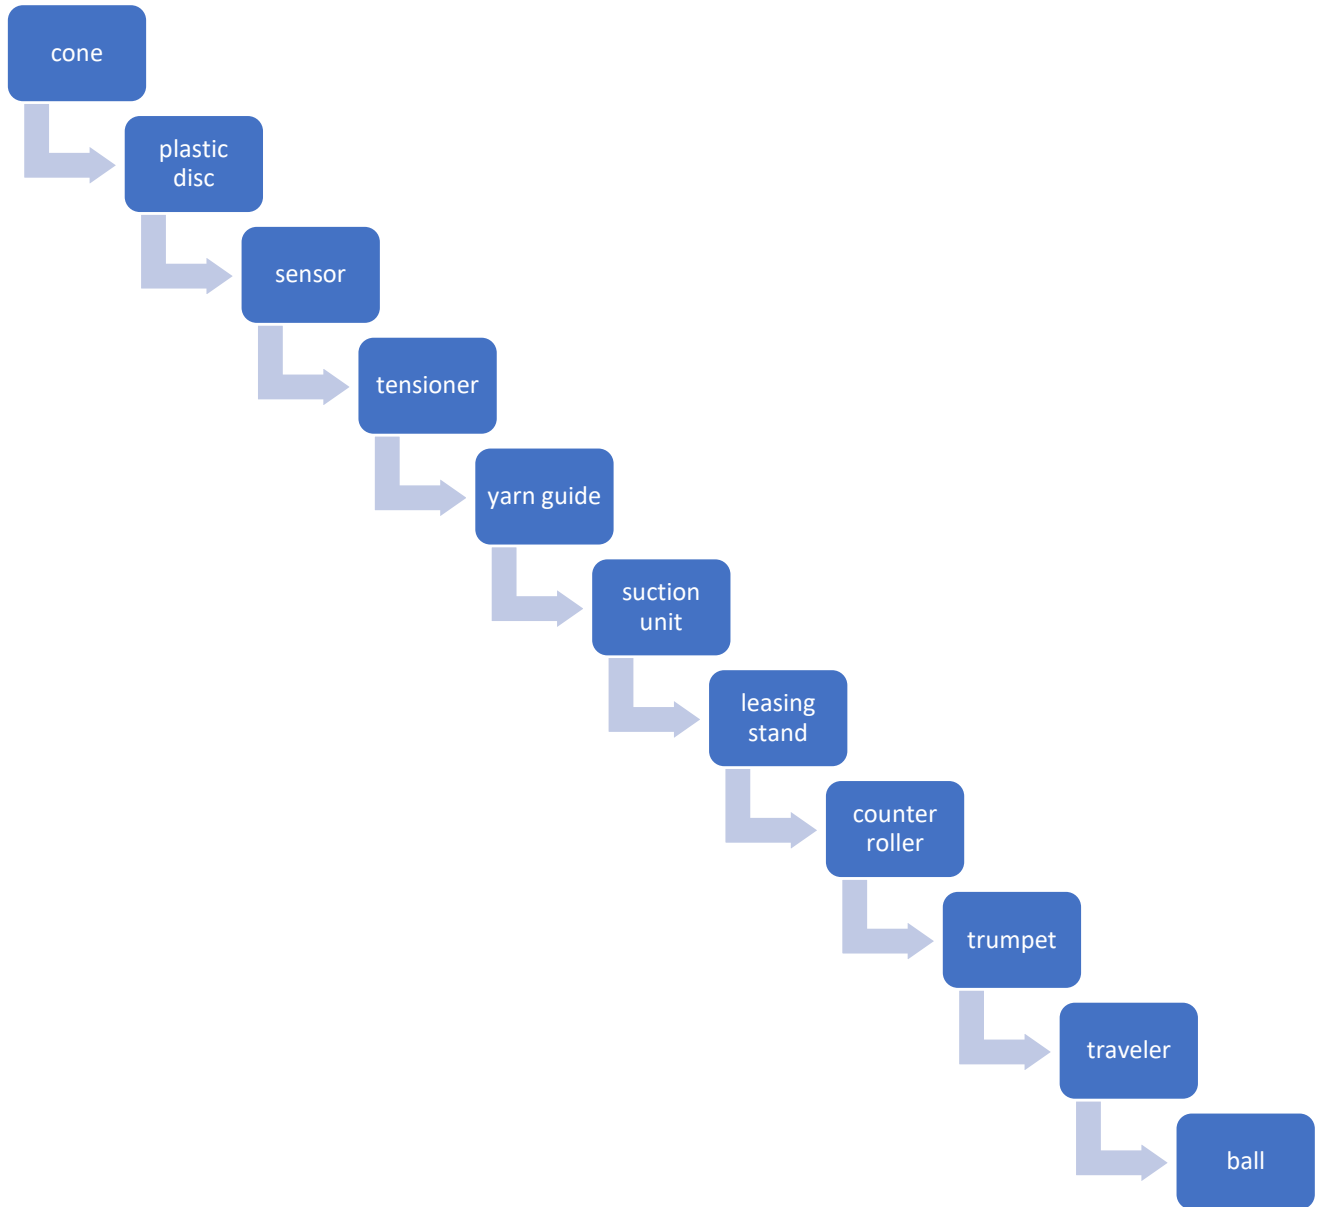 cone
plastic
disc
sensor
tensioner
yarn guide
suction
unit
leasing
stand
counter
roller
trumpet
traveler
ball